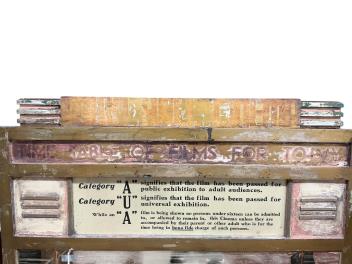 THE OF FILMS FOR TODAY
Category "A" signifies that the film has been passed for
public exhibition to adult audiences.
Category "U" signifies that the film has been passed for
universal exhibition.
While an "A" film is being shown no persons under sixteen can be admitted
to, or allowed to remain in, this Cinema unless they are
accompanied by their parent or other adult who is for the
time being in bona fide charge of such persons.